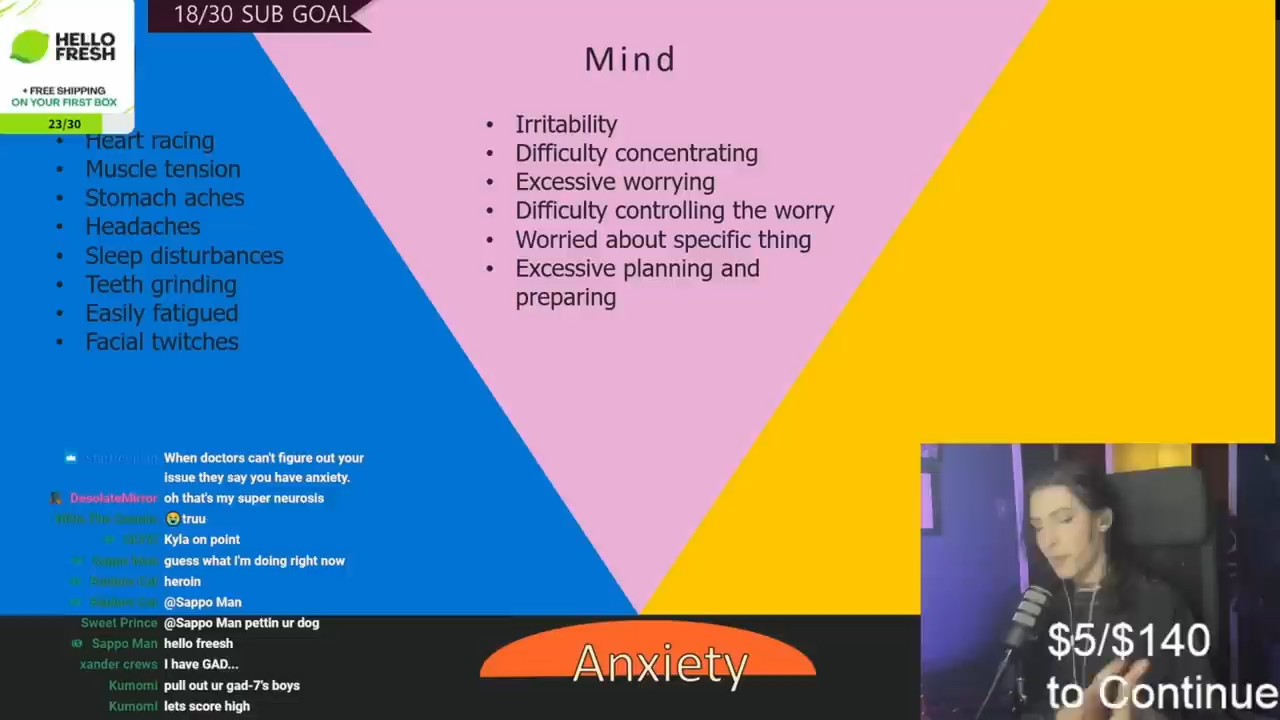 18/30 SUB GOAL
HELLO
FRESH
+ FREE SHIPPING
ON YOUR FIRST BOX
23/30
Heart racing
• Muscle tension
• Stomach aches
• Headaches
• Sleep disturbances
• Teeth grinding
• Easily fatigued
• Facial twitches
Mind
• Irritability
• Difficulty concentrating
• Excessive worrying
• Difficulty controlling the worry
• Worried about specific thing
• Excessive planning and
preparing
When doctors can't figure out your
issue they say you have anxiety.
DesolateMirror oh that's my super neurosis
truu
Kyla on point
Sappo Man guess what I'm doing right now
heroin
@Sappo Man
Sweet Prince @Sappo Man pettin ur dog
Sappo Man hello freesh
xander crews I have GAD...
Kumomi pull out ur gad-7's boys
Kumomi lets score high
Anxiety
$5/$140
to Continue